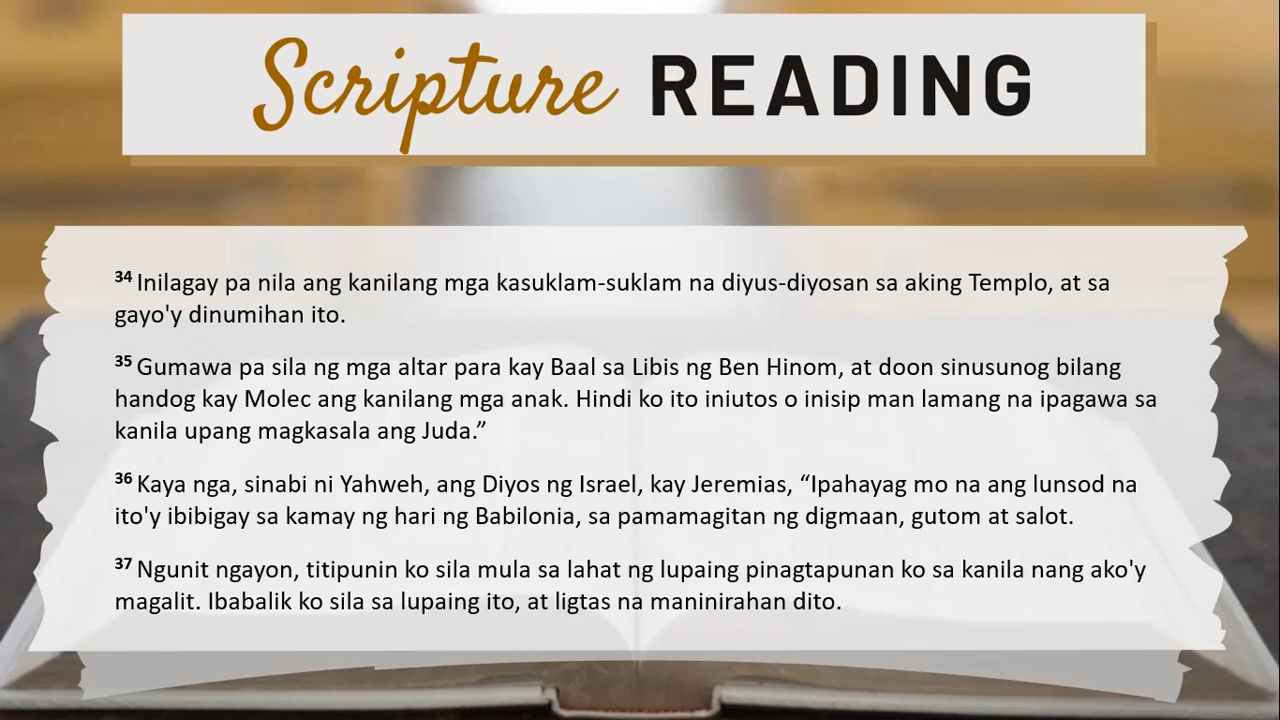 Scripture READING
34 Inilagay pa nila ang kanilang mga kasuklam-suklam na diyus-diyosan sa aking Templo, at sa
gayo'y dinumihan ito.
35 Gumawa pa sila ng mga altar para kay Baal sa Libis ng Ben Hinom, at doon sinusunog bilang
handog kay Molec ang kanilang mga anak. Hindi ko ito iniutos o inisip man lamang na ipagawa sa
kanila upang magkasala ang Juda.”
36 Kaya nga, sinabi ni Yahweh, ang Diyos ng Israel, kay Jeremias, “Ipahayag mo na ang lunsod na
ito'y ibibigay sa kamay ng hari ng Babilonia, sa pamamagitan ng digmaan, gutom at salot.
37 Ngunit ngayon, titipunin ko sila mula sa lahat ng lupaing pinagtapunan ko sa kanila nang ako'y
magalit. Ibabalik ko sila sa lupaing ito, at ligtas na maninirahan dito.